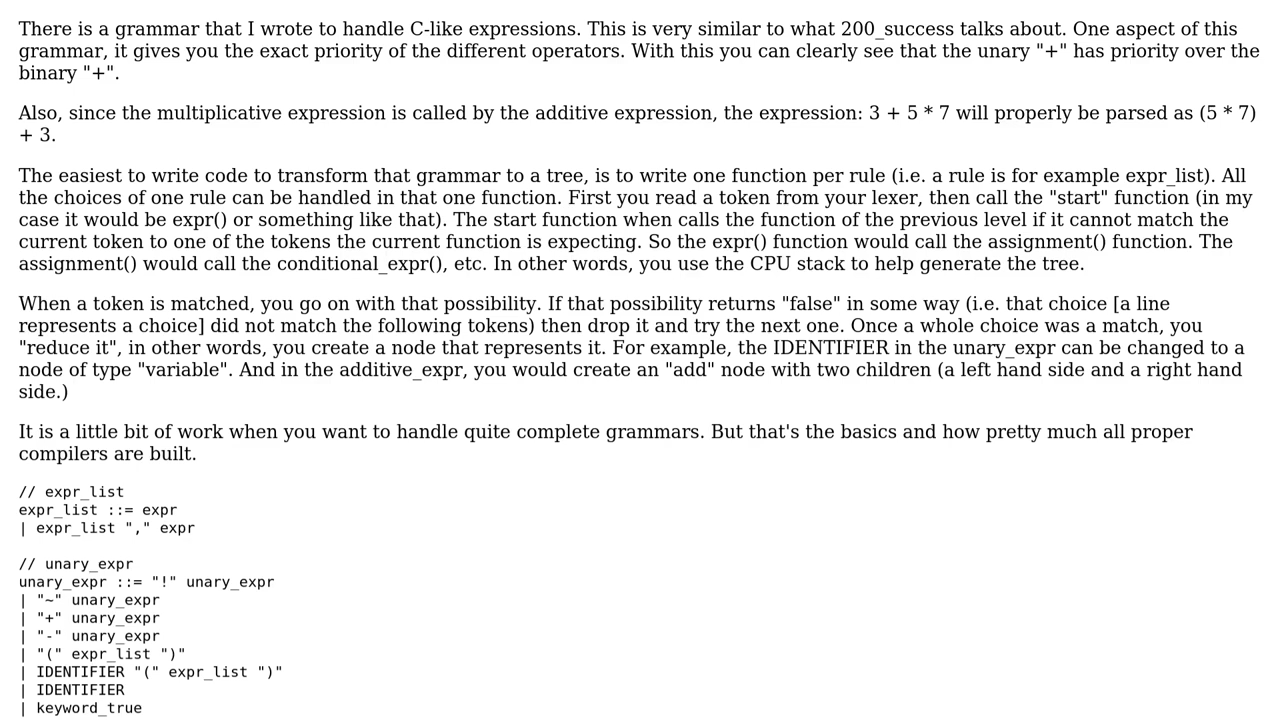 There is a grammar that I wrote to handle C-like expressions. This is very similar to what 200_success talks about. One aspect of this
grammar, it gives you the exact priority of the different operators. With this you can clearly see that the unary "+" has priority over the
binary "+".
Also, since the multiplicative expression is called by the additive expression, the expression: 3 + 5 * 7 will properly be parsed as (5 * 7)
+ 3.
The easiest to write code to transform that grammar to a tree, is to write one function per rule (i.e. a rule is for example expr_list). All
the choices of one rule can be handled in that one function. First you read a token from your lexer, then call the "start" function (in my
case it would be expr() or something like that). The start function when calls the function of the previous level if it cannot match the
current token to one of the tokens the current function is expecting. So the expr() function would call the assignment() function. The
assignment() would call the conditional_expr(), etc. In other words, you use the CPU stack to help generate the tree.
When a token is matched, you go on with that possibility. If that possibility returns "false" in some way (i.e. that choice [a line
represents a choice] did not match the following tokens) then drop it and try the next one. Once a whole choice was a match, you
"reduce it", in other words, you create a node that represents it. For example, the IDENTIFIER in the unary_expr can be changed to a
node of type "variable". And in the additive_expr, you would create an "add" node with two children (a left hand side and a right hand
side.)
It is a little bit of work when you want to handle quite complete grammars. But that's the basics and how pretty much all proper
compilers are built.
// expr_list
expr_list ::= expr
| expr_list "," expr
// unary_expr
unary_expr ::= "!" unary_expr
| "~" unary_expr
| "+" unary_expr
| "-" unary_expr
| "(" expr_list ")"
| IDENTIFIER "(" expr_list ")"
| IDENTIFIER
| keyword_true